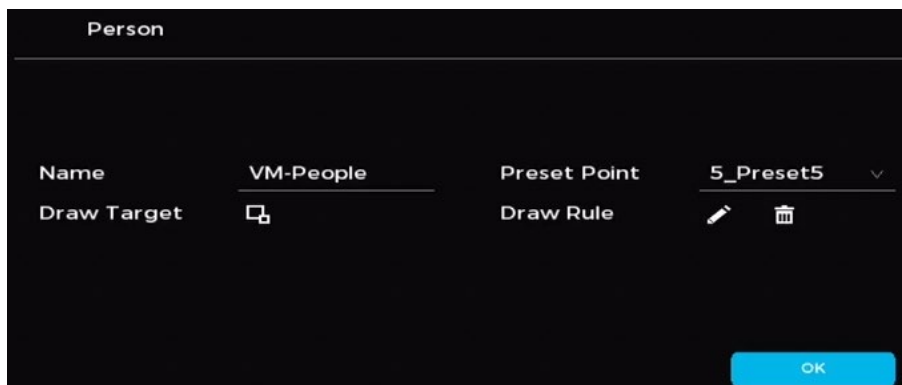 Person
Name VM-People Preset Point 5_Preset5
Draw Target Draw Rule
OK